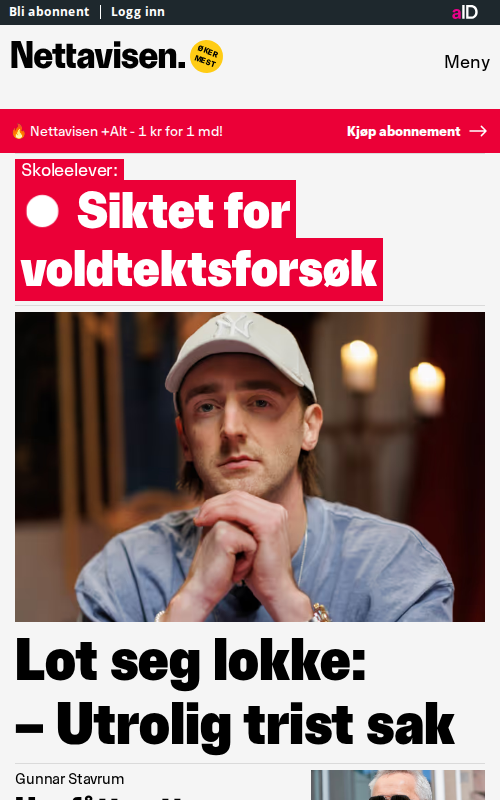 Bli abonnent
Logg inn
aID
Nettavisen.
ØKER
MEST
Meny
🔥 Nettavisen +Alt - 1 kr for 1 md!
Kjøp abonnement →
Skoleelever:
Siktet for
voldtektsforsøk
NY
Lot seg lokke:
– Utrolig trist sak
Gunnar Stavrum